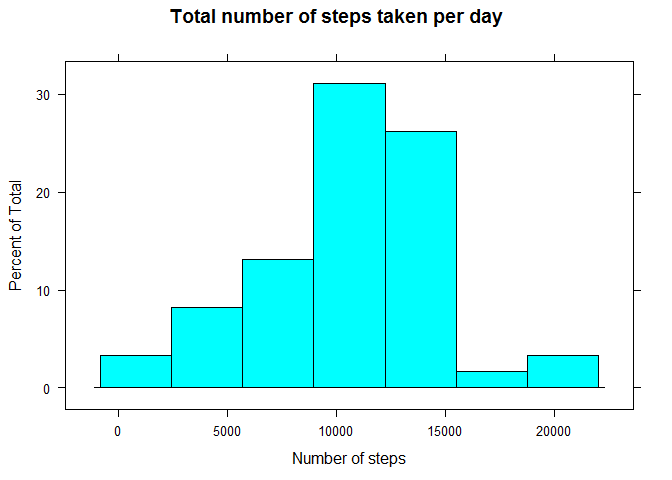 Total number of steps taken per day
Percent of Total
30
20
10
0
0 5000 10000 15000 20000
Number of steps